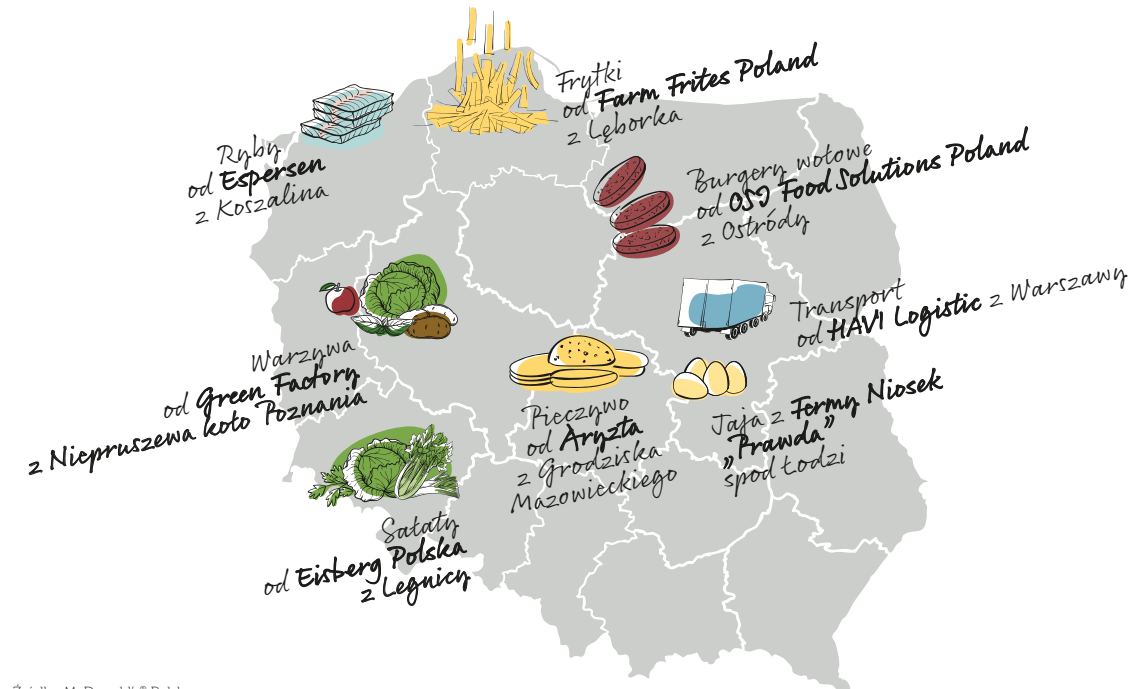 Frytki
od Farm Frites Poland
z Lęborka
Ryby
od Espersen
z Koszalina
Burgery wołowe
od OSI Food Solutions Poland
z Ostródy
Transport
od HAVI Logistic z Warszawy
Warzywa
od Green Factory
z Niepruszewa koło Poznania
Pieczywo
od Aryzta
z Grodziska
Mazowieckiego
Jaja z Fermy Niosek
„Prawda”
spod Łodzi
Sałaty
od Eisberg Polska
z Legnicy